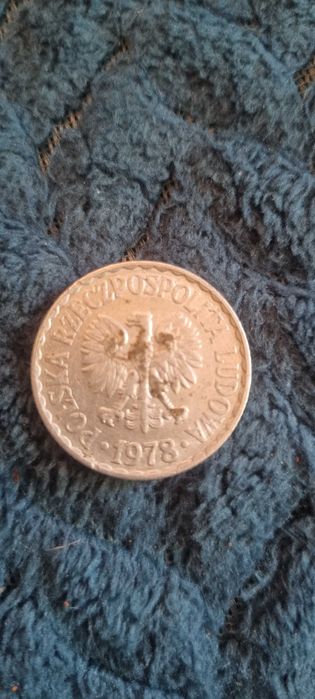 POLSKA RZECZPOSPOLITA LUDOWA
· 1978 ·